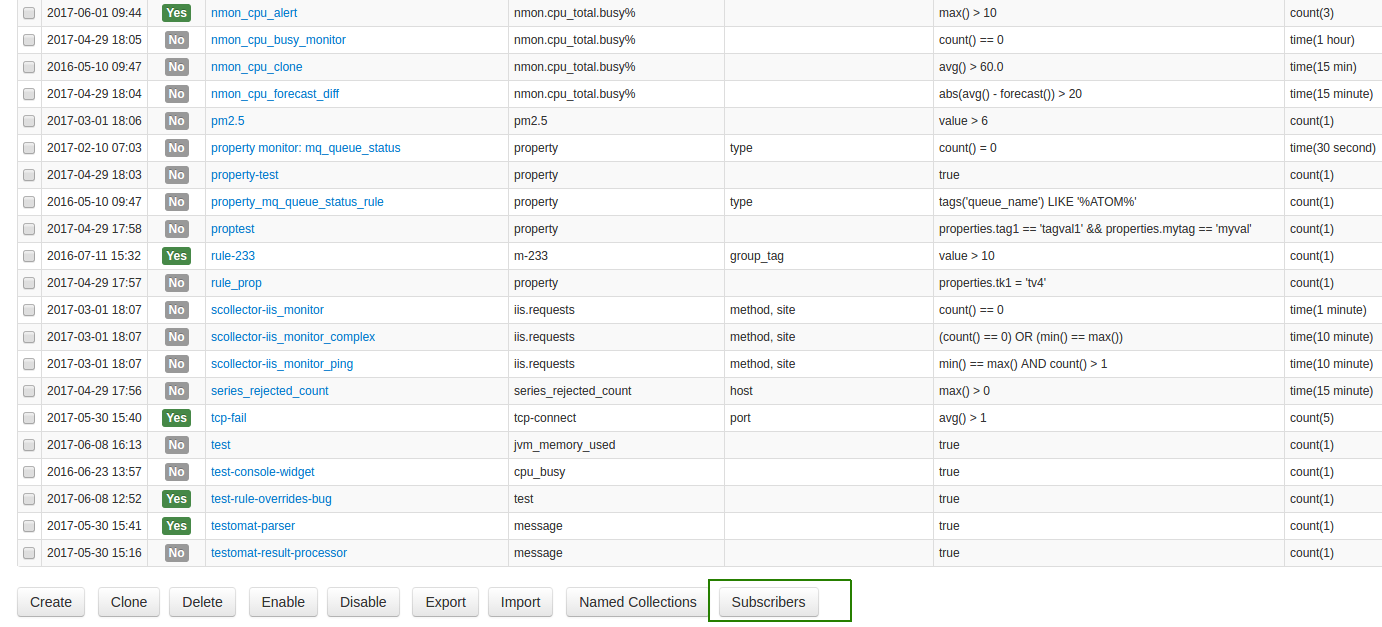 2017-06-01 09:44 Yes nmon_cpu_alert nmon.cpu_total.busy% max() > 10 count(3)
2017-04-29 18:05 No nmon_cpu_busy_monitor nmon.cpu_total.busy% count() == 0 time(1 hour)
2016-05-10 09:47 No nmon_cpu_clone nmon.cpu_total.busy% avg() > 60.0 time(15 min)
2017-04-29 18:04 No nmon_cpu_forecast_diff nmon.cpu_total.busy% abs(avg() - forecast()) > 20 time(15 minute)
2017-03-01 18:06 No pm2.5 pm2.5 value > 6 count(1)
2017-02-10 07:03 No property monitor: mq_queue_status property type count() = 0 time(30 second)
2017-04-29 18:03 No property-test property true count(1)
2016-05-10 09:47 No property_mq_queue_status_rule property type tags('queue_name') LIKE '%ATOM%' count(1)
2017-04-29 17:58 No proptest property properties.tag1 == 'tagval1' && properties.mytag == 'myval' count(1)
2016-07-11 15:32 Yes rule-233 m-233 group_tag value > 10 count(1)
2017-04-29 17:57 No rule_prop property properties.tk1 = 'tv4' count(1)
2017-03-01 18:07 No scollector-iis_monitor iis.requests method, site count() == 0 time(1 minute)
2017-03-01 18:07 No scollector-iis_monitor_complex iis.requests method, site (count() == 0) OR (min() == max()) time(10 minute)
2017-03-01 18:07 No scollector-iis_monitor_ping iis.requests method, site min() == max() AND count() > 1 time(10 minute)
2017-04-29 17:56 No series_rejected_count series_rejected_count host max() > 0 time(15 minute)
2017-05-30 15:40 Yes tcp-fail tcp-connect port avg() > 1 count(5)
2017-06-08 16:13 No test jvm_memory_used true count(1)
2016-06-23 13:57 No test-console-widget cpu_busy true count(1)
2017-06-08 12:52 Yes test-rule-overrides-bug test true count(1)
2017-05-30 15:41 Yes testomat-parser message true count(1)
2017-05-30 15:16 No testomat-result-processor message true count(1)
Create Clone Delete Enable Disable Export Import Named Collections Subscribers